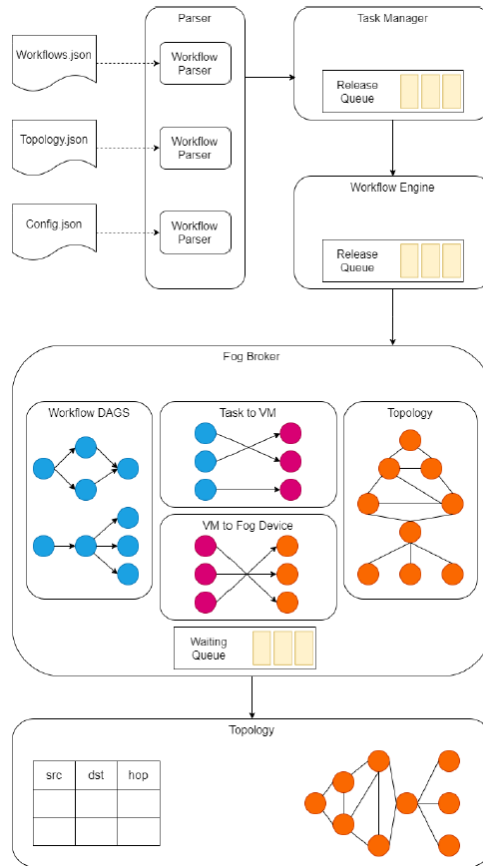 Parser
Task Manager
Workflows.json
Workflow
Parser
Release
Queue
Topology.json
Workflow
Parser
Workflow Engine
Config.json
Workflow
Parser
Release
Queue
Fog Broker
Workflow DAGS
Task to VM
Topology
VM to Fog Device
Waiting
Queue
Topology
src dst hop